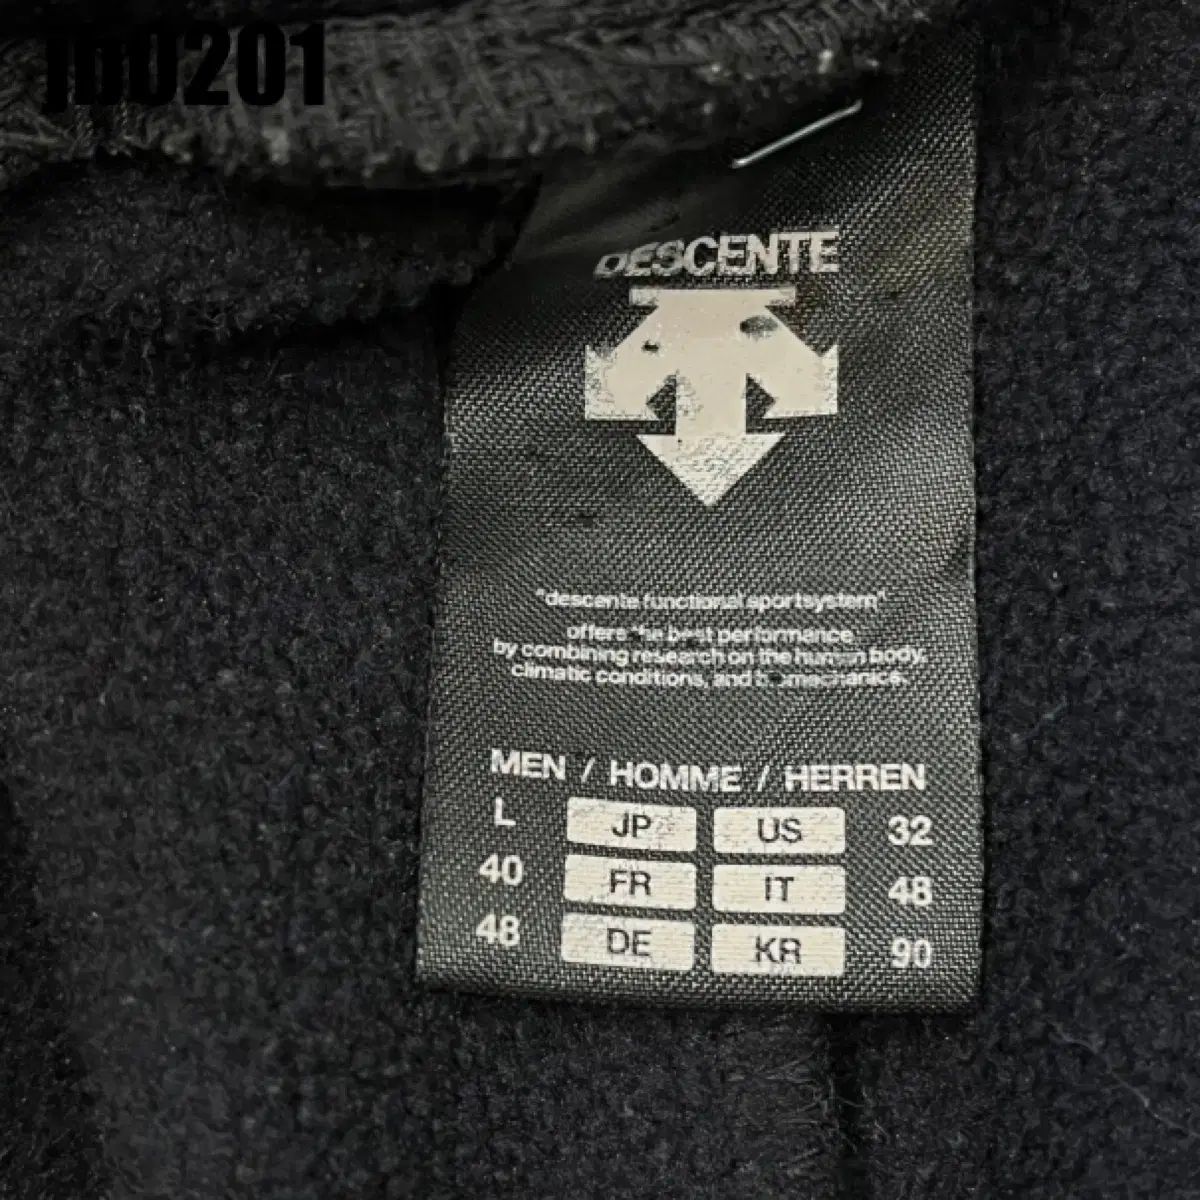 jb0201
DESCENTE
"descente functional sportsystem"
offers the best performance
by combining research on the human body,
climatic conditions, and biomechanics.
MEN / HOMME / HERREN
L JP US 32
40 FR IT 48
48 DE KR 90